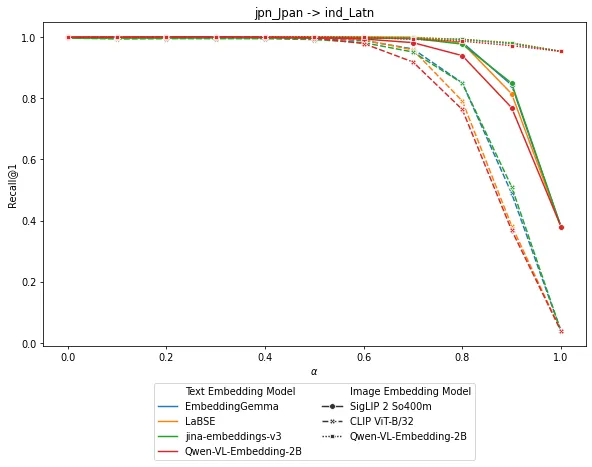 jpn_Jpan -> ind_Latn
Recall@1
1.0
0.8
0.6
0.4
0.2
0.0
0.0 0.2 0.4 0.6 0.8 1.0
α
Text Embedding Model
EmbeddingGemma
LaBSE
jina-embeddings-v3
Qwen-VL-Embedding-2B
Image Embedding Model
SigLIP 2 So400m
CLIP ViT-B/32
Qwen-VL-Embedding-2B